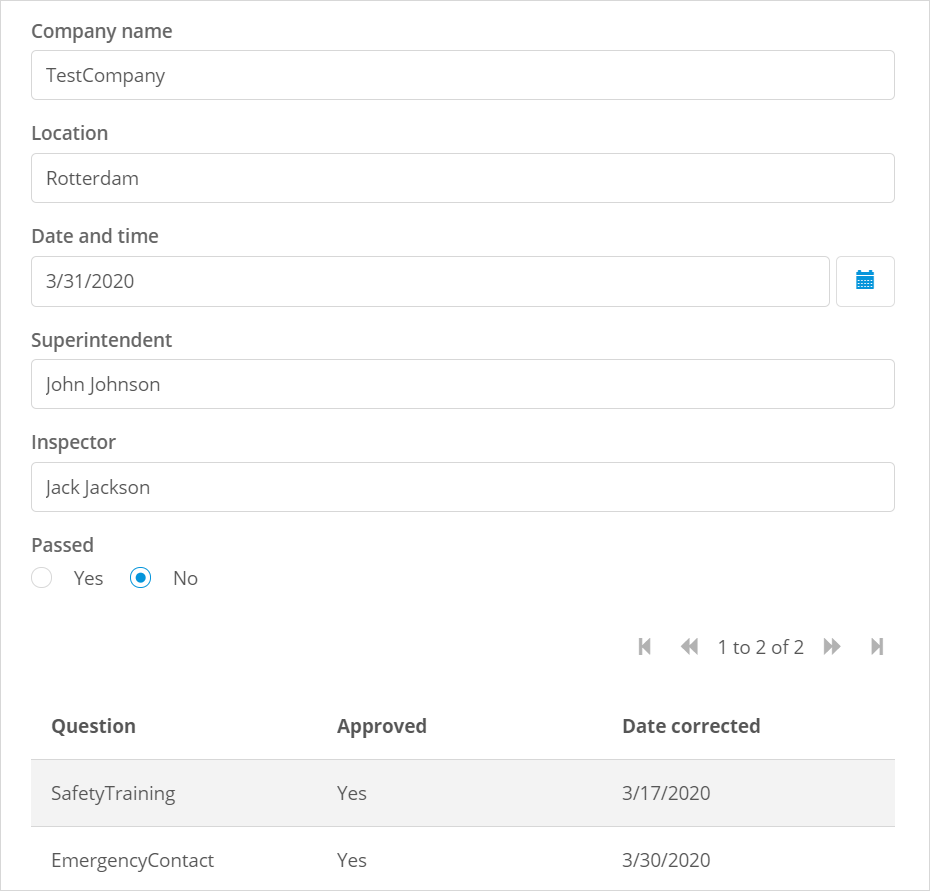 Company name
TestCompany
Location
Rotterdam
Date and time
3/31/2020
Superintendent
John Johnson
Inspector
Jack Jackson
Passed
Yes No
1 to 2 of 2
Question Approved Date corrected
SafetyTraining Yes 3/17/2020
EmergencyContact Yes 3/30/2020